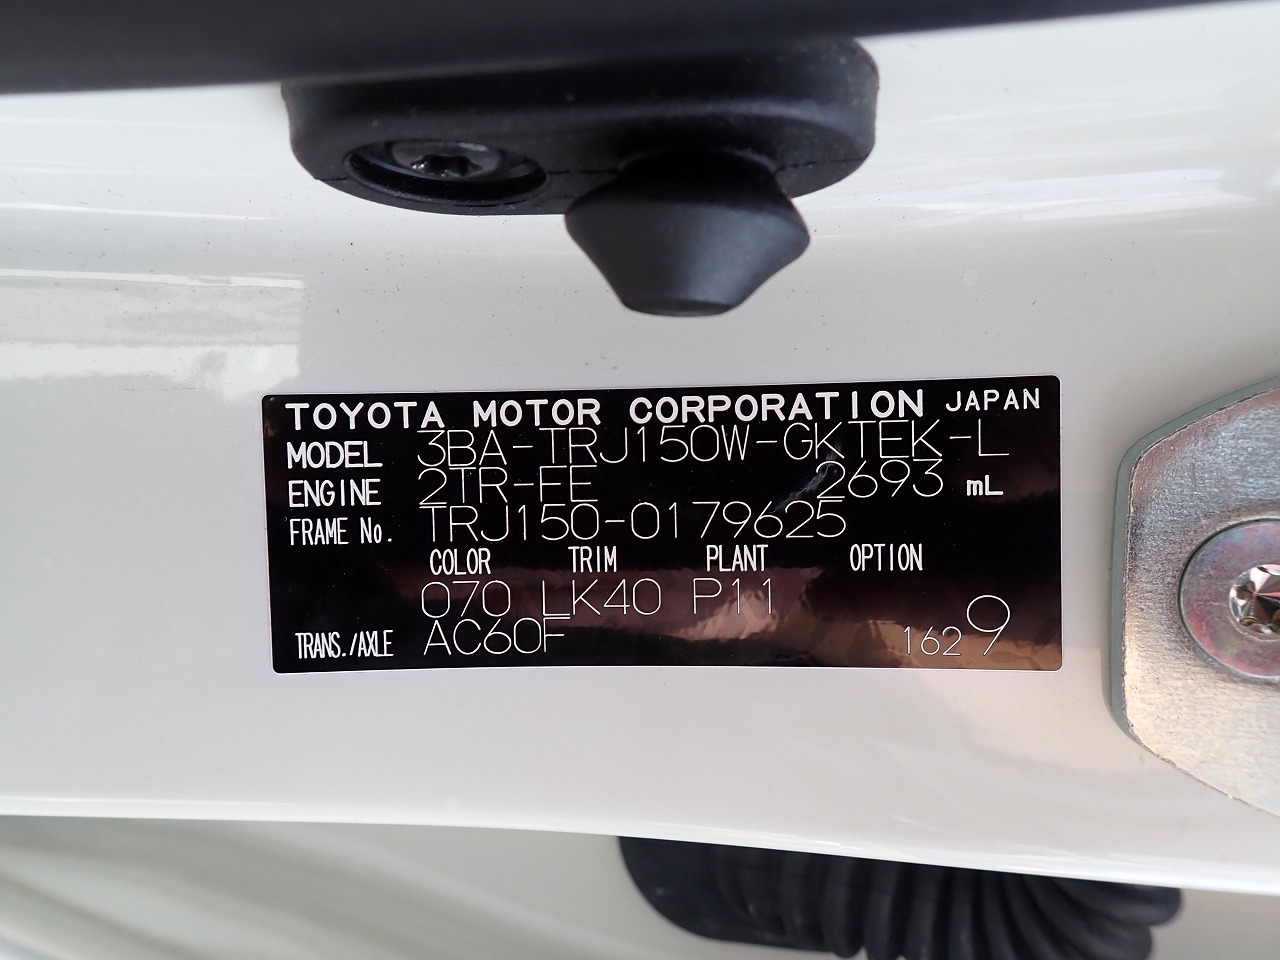 TOYOTA MOTOR CORPORATION JAPAN
MODEL 3BA-TRJ150W-GKTEK-L
ENGINE 2TR-FE 2693 mL
FRAME No. TRJ150-0179625
COLOR TRIM PLANT OPTION
070 LK40 P11
TRANS./AXLE AC60F 1629